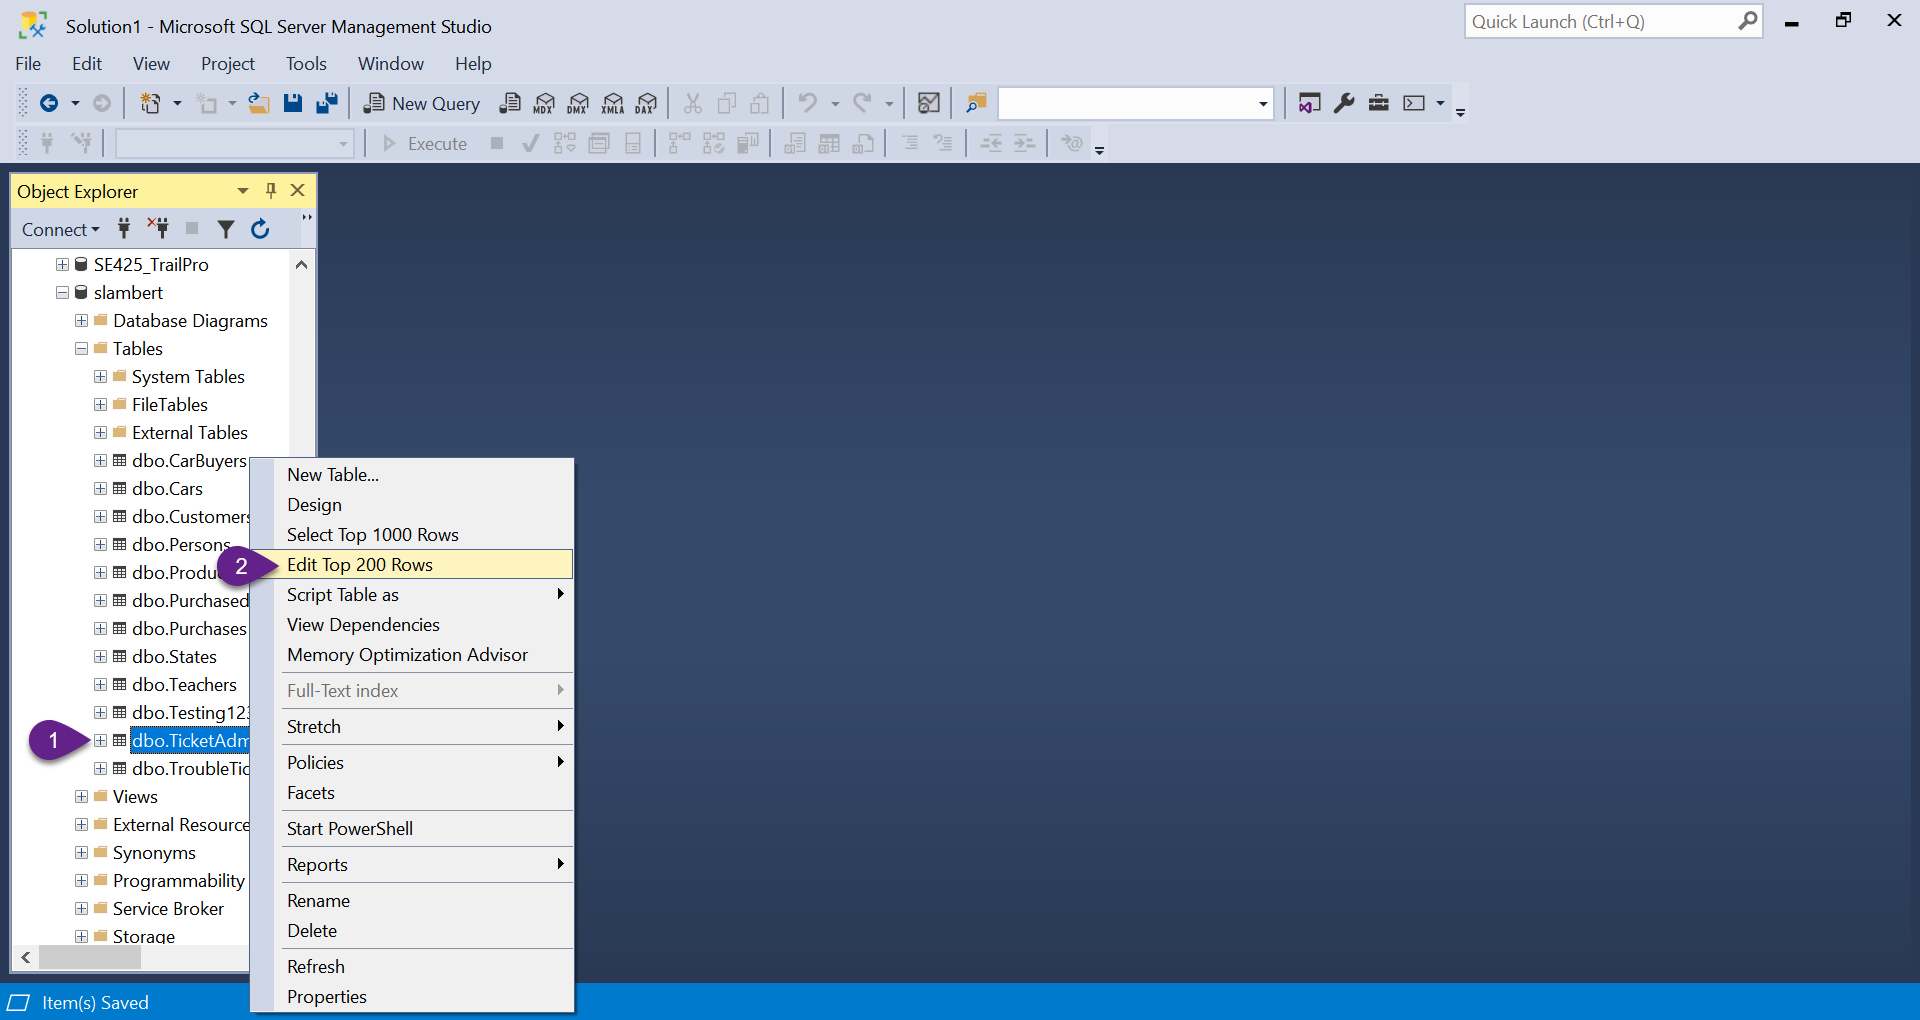 Solution1 - Microsoft SQL Server Management Studio
Quick Launch (Ctrl+Q)
File Edit View Project Tools Window Help
New Query MDX DMX XMLA DAX
Execute
Object Explorer
Connect
SE425_TrailPro
slambert
Database Diagrams
Tables
System Tables
FileTables
External Tables
dbo.CarBuyers
dbo.Cars
dbo.Customers
dbo.Persons
dbo.Produ
dbo.Purchased
dbo.Purchases
dbo.States
dbo.Teachers
dbo.Testing123
1
dbo.TicketAdm
dbo.TroubleTic
Views
External Resource
Synonyms
Programmability
Service Broker
Storage
New Table...
Design
Select Top 1000 Rows
2
Edit Top 200 Rows
Script Table as
View Dependencies
Memory Optimization Advisor
Full-Text index
Stretch
Policies
Facets
Start PowerShell
Reports
Rename
Delete
Refresh
Properties
Item(s) Saved